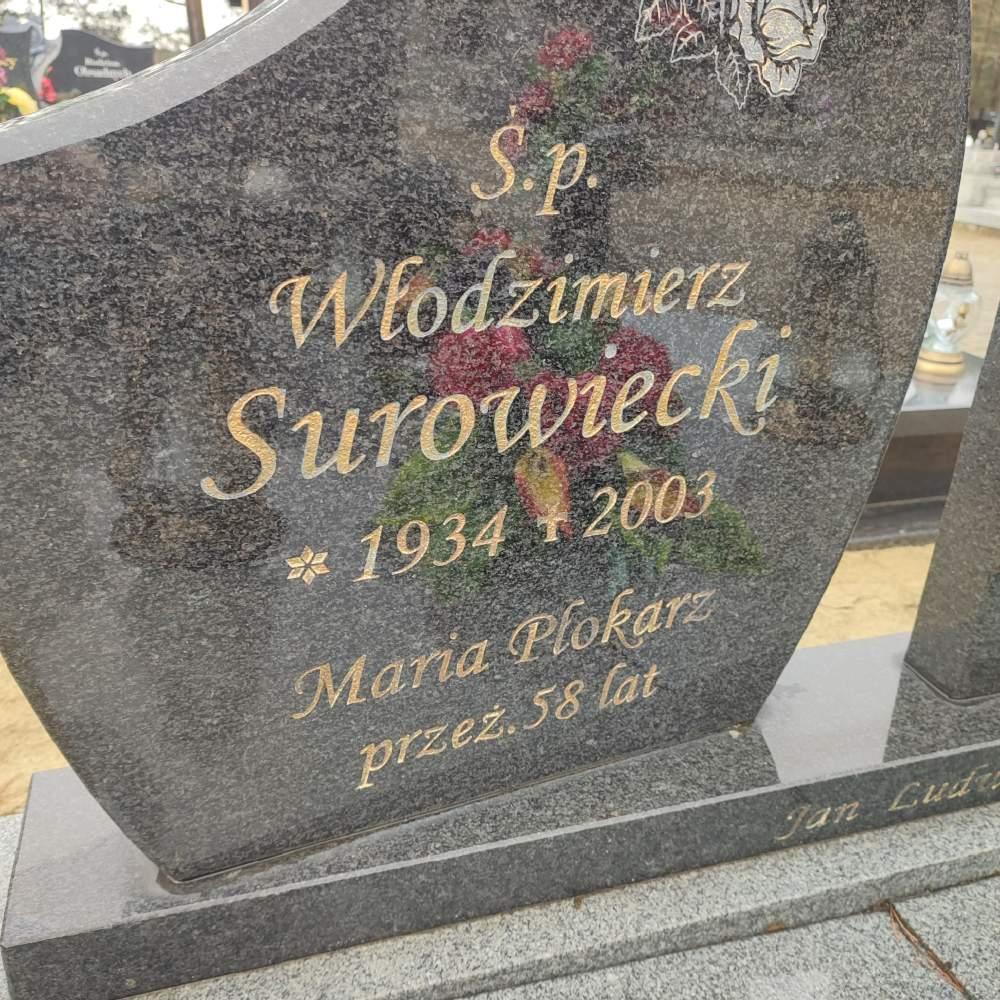 Ś.p.
Włodzimierz
Surowiecki
* 1934 ✝ 2003
Maria Płokarz
przeż. 58 lat
Jan